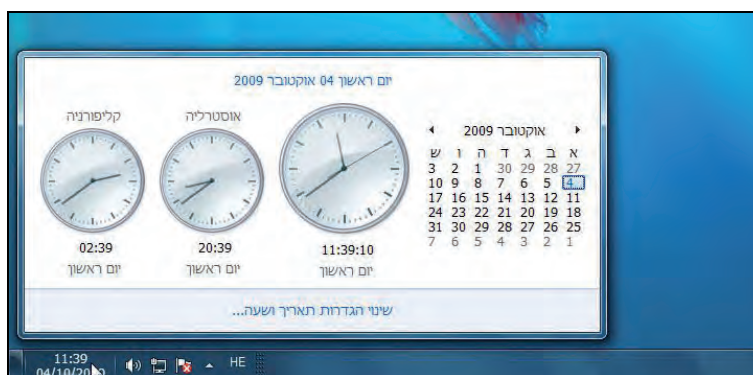 יום ראשון 04 אוקטובר 2009
אוקטובר 2009
א ב ג ד ה ו ש
27 28 29 30 1 2 3
4 5 6 7 8 9 10
11 12 13 14 15 16 17
18 19 20 21 22 23 24
25 26 27 28 29 30 31
1 2 3 4 5 6 7
11:39:10
יום ראשון
אוסטרליה
20:39
יום ראשון
קליפורניה
02:39
יום ראשון
שינוי הגדרות תאריך ושעה...
HE
11:39